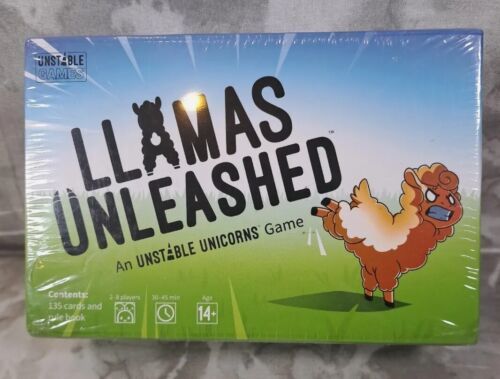 UNSTABLE
GAMES
LLAMAS
UNLEASHED™
An UNSTABLE UNICORNS® Game
Contents:
135 cards and
rule book
2-8 players
30-45 min
Age
14+